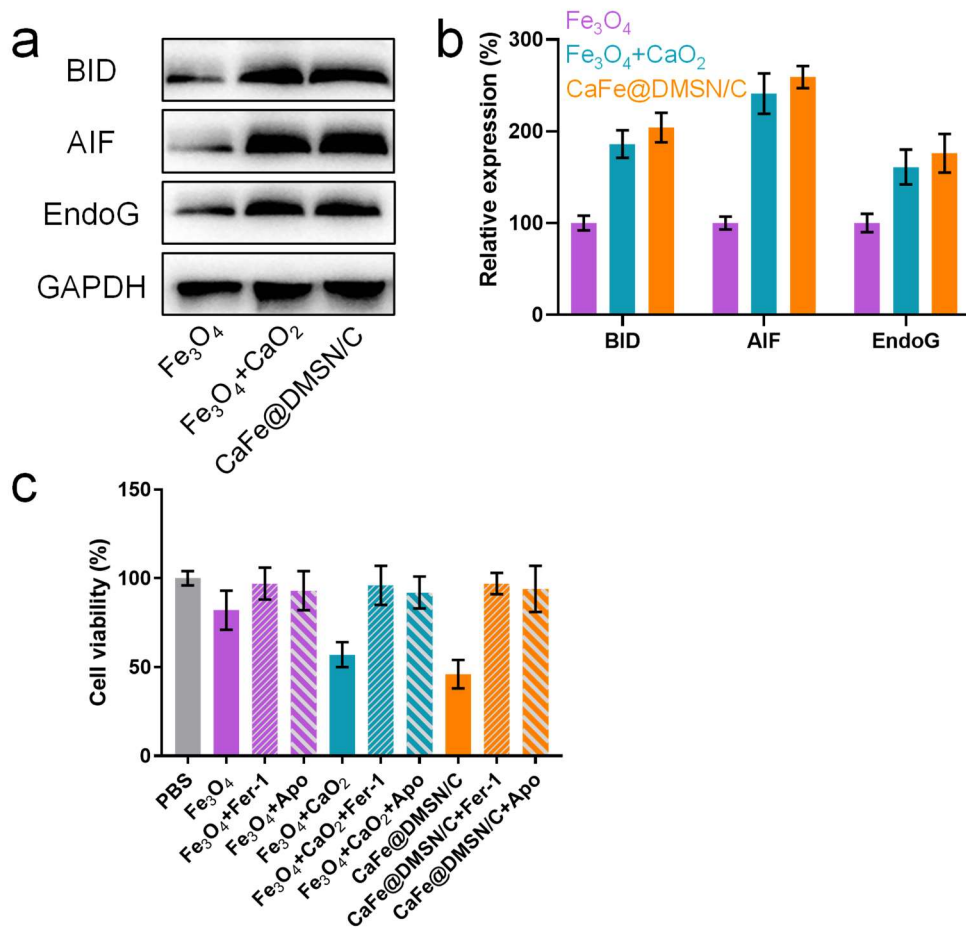 a
BID
AIF
EndoG
GAPDH
Fe₃O₄
Fe₃O₄+CaO₂
CaFe@DMSN/C
b
Fe₃O₄
Fe₃O₄+CaO₂
CaFe@DMSN/C
Relative expression (%)
300
200
100
0
BID
AIF
EndoG
c
Cell viability (%)
150
100
50
0
PBS
Fe₃O₄
Fe₃O₄+Fer-1
Fe₃O₄+Apo
Fe₃O₄+CaO₂
Fe₃O₄+CaO₂+Fer-1
Fe₃O₄+CaO₂+Apo
CaFe@DMSN/C
CaFe@DMSN/C+Fer-1
CaFe@DMSN/C+Apo